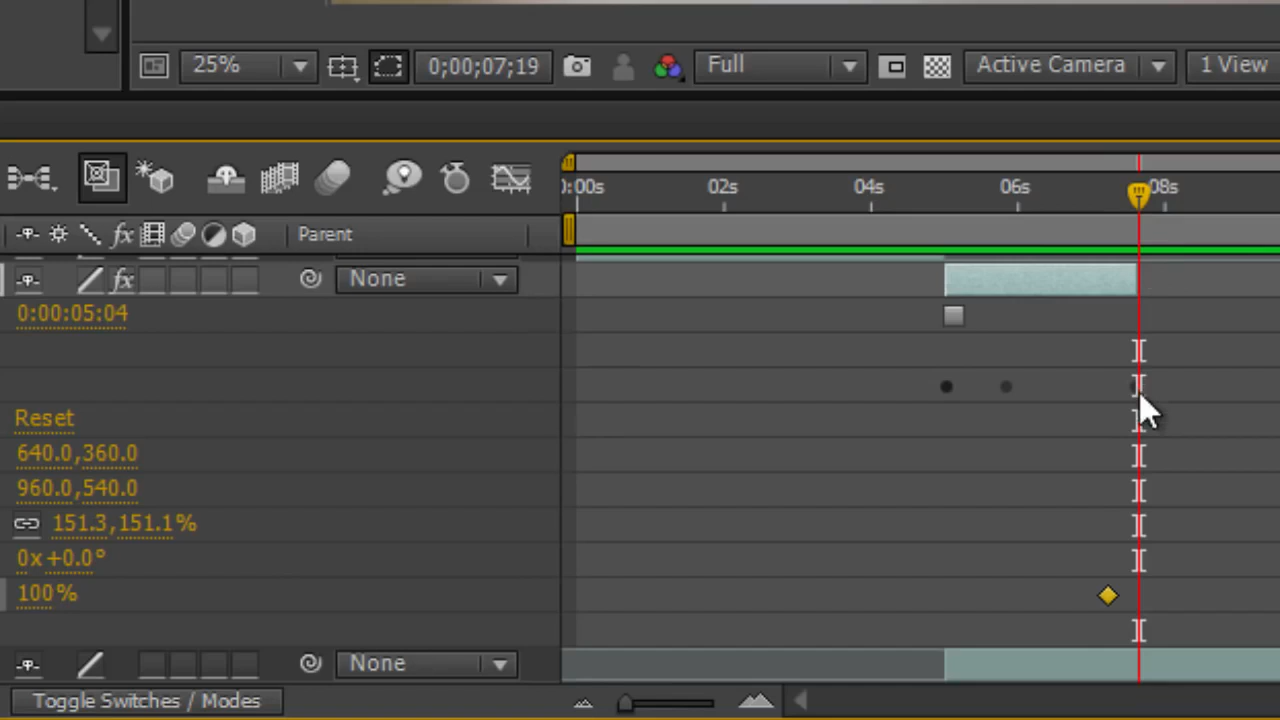 25% 0;00;07;19 Full Active Camera 1 View
0:00s 02s 04s 06s 08s
fx Parent
fx None
0:00:05:04
Reset
640.0,360.0
960.0,540.0
151.3,151.1%
0x+0.0°
100%
None
Toggle Switches / Modes